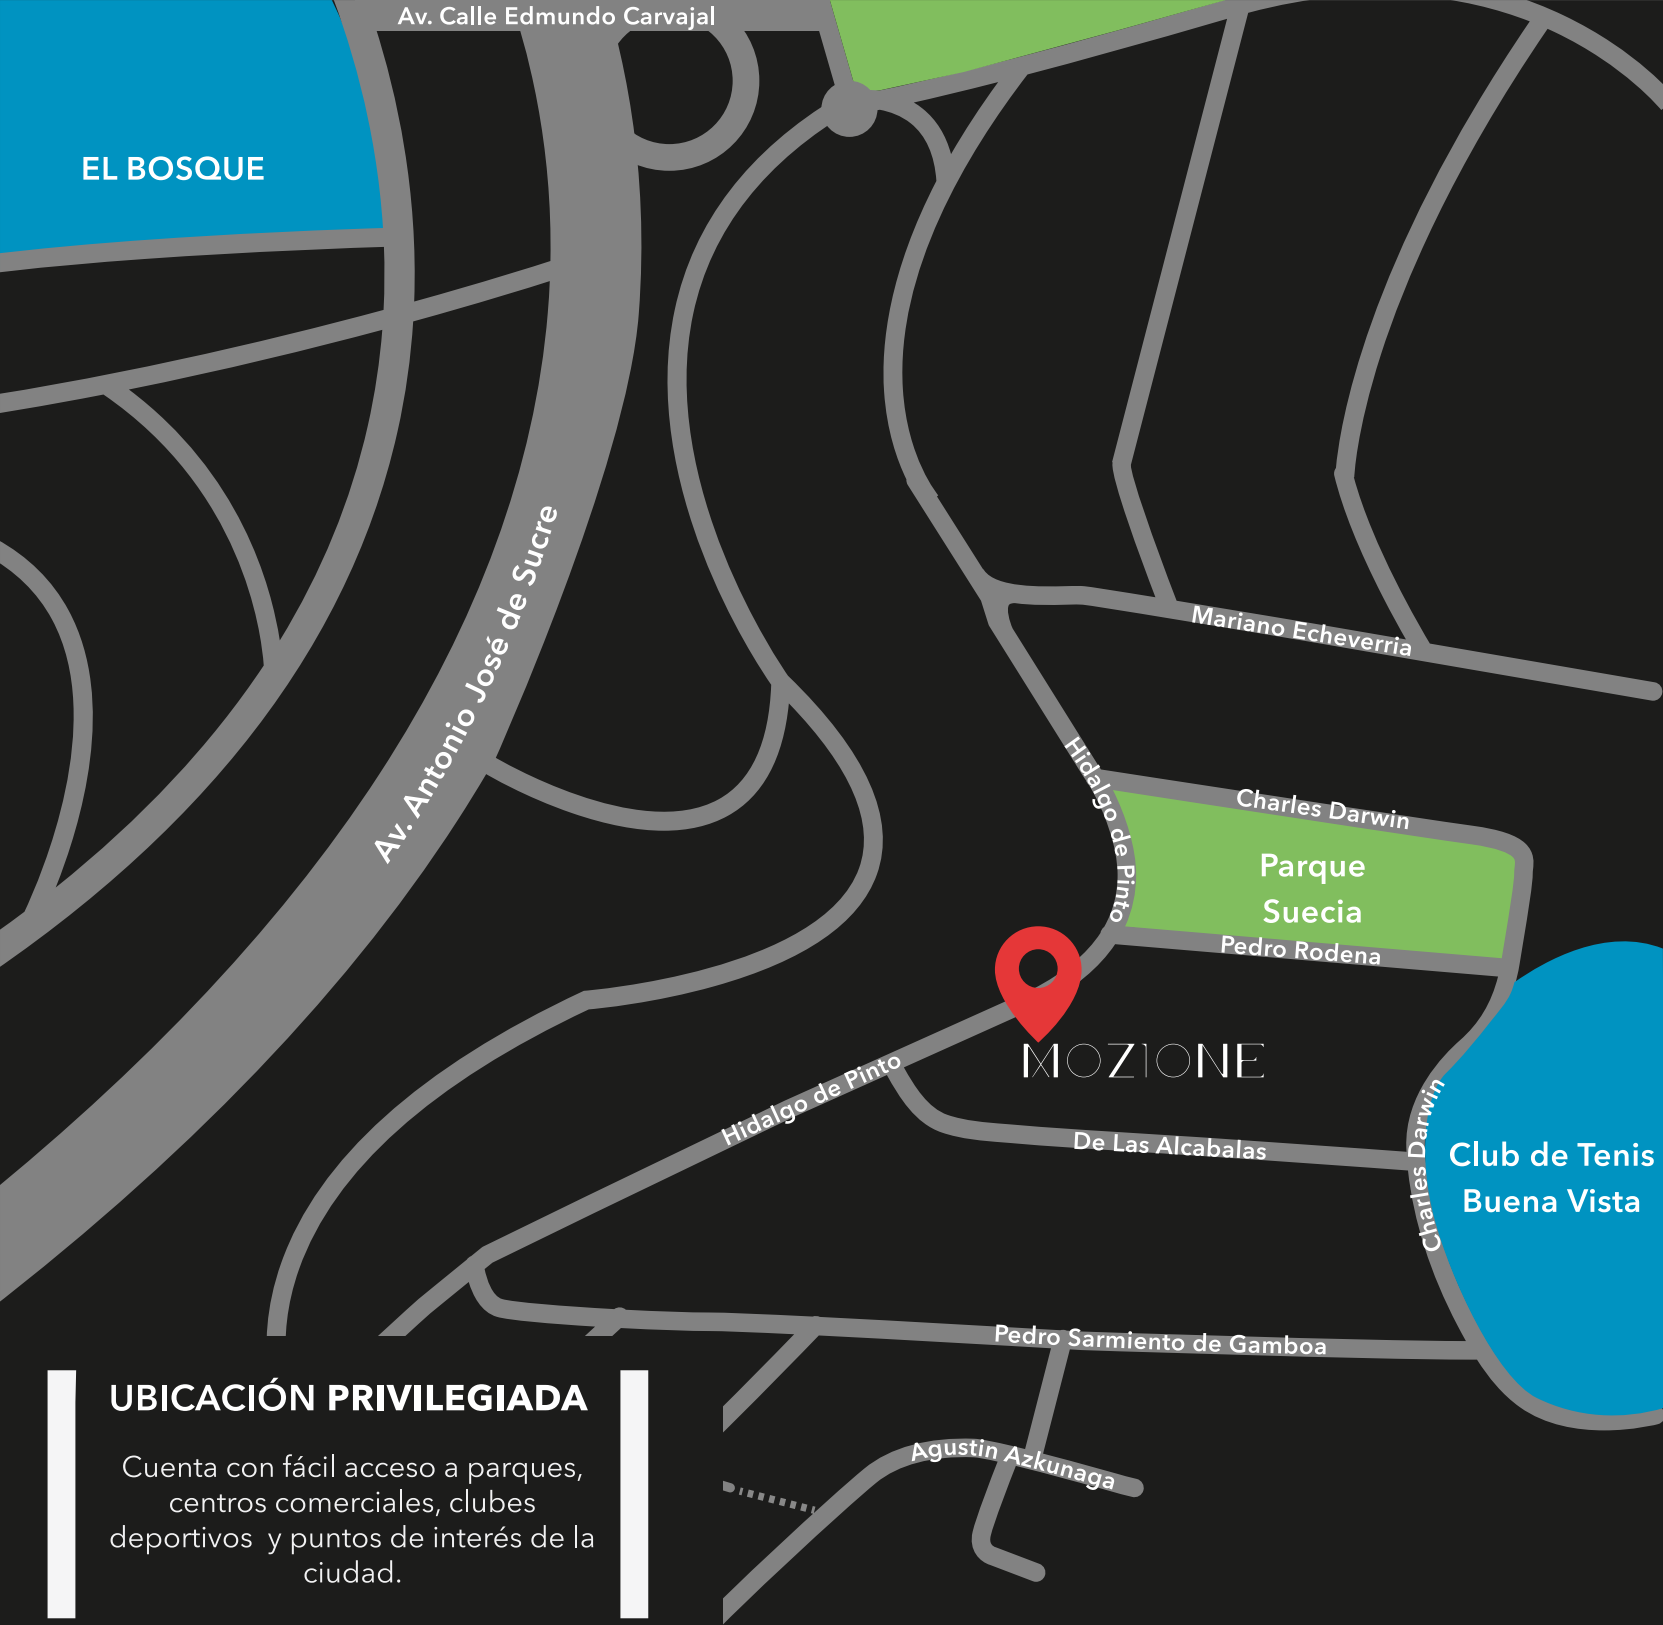 Av. Calle Edmundo Carvajal
EL BOSQUE
Av. Antonio José de Sucre
Mariano Echeverria
Hidalgo de Pinto
Charles Darwin
Parque
Suecia
Pedro Rodena
MOZIONE
Hidalgo de Pinto
De Las Alcabalas
Charles Darwin
Club de Tenis
Buena Vista
Pedro Sarmiento de Gamboa
Agustin Azkunaga
UBICACIÓN PRIVILEGIADA
Cuenta con fácil acceso a parques,
centros comerciales, clubes
deportivos y puntos de interés de la
ciudad.